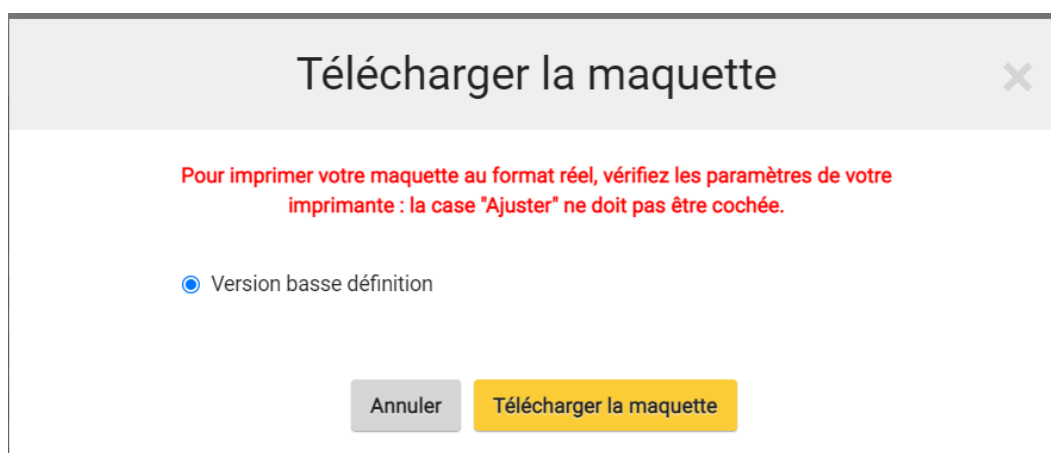 Télécharger la maquette
Pour imprimer votre maquette au format réel, vérifiez les paramètres de votre
imprimante : la case "Ajuster" ne doit pas être cochée.
Version basse définition
Annuler
Télécharger la maquette